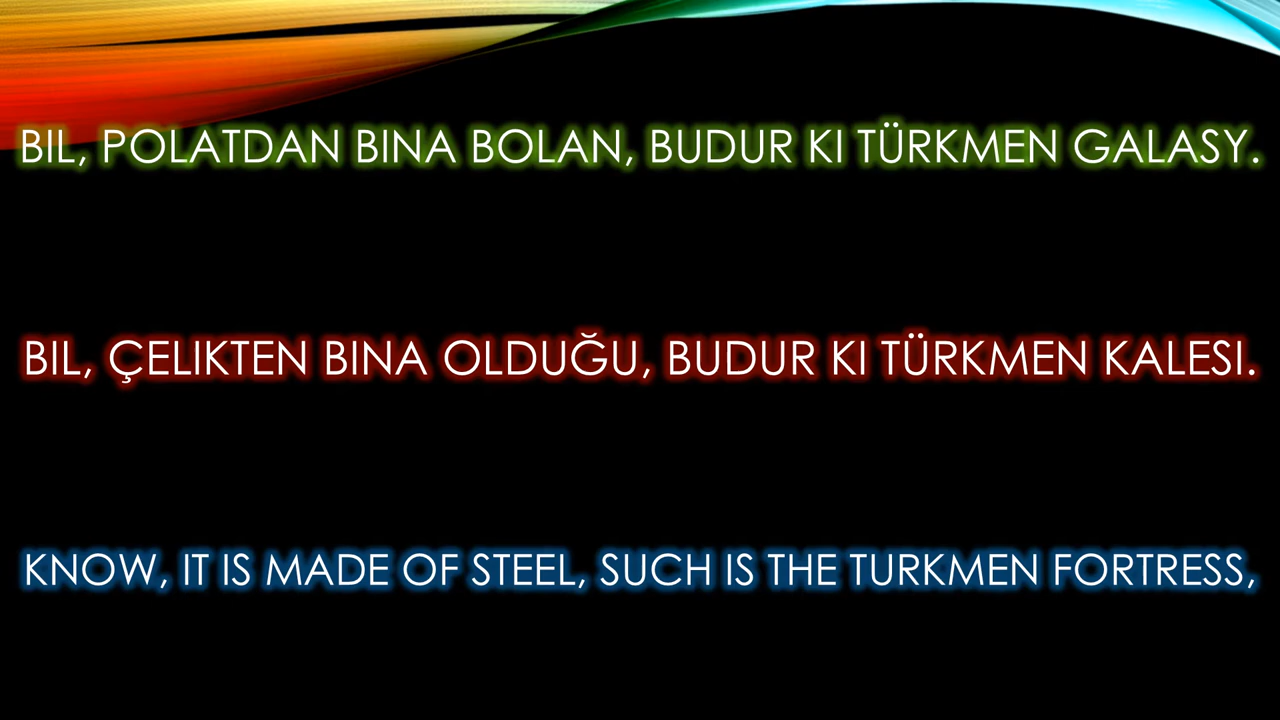 BIL, POLATDAN BINA BOLAN, BUDUR KI TÜRKMEN GALASY.
BIL, ÇELIKTEN BINA OLDUĞU, BUDUR KI TÜRKMEN KALESI.
KNOW, IT IS MADE OF STEEL, SUCH IS THE TURKMEN FORTRESS,